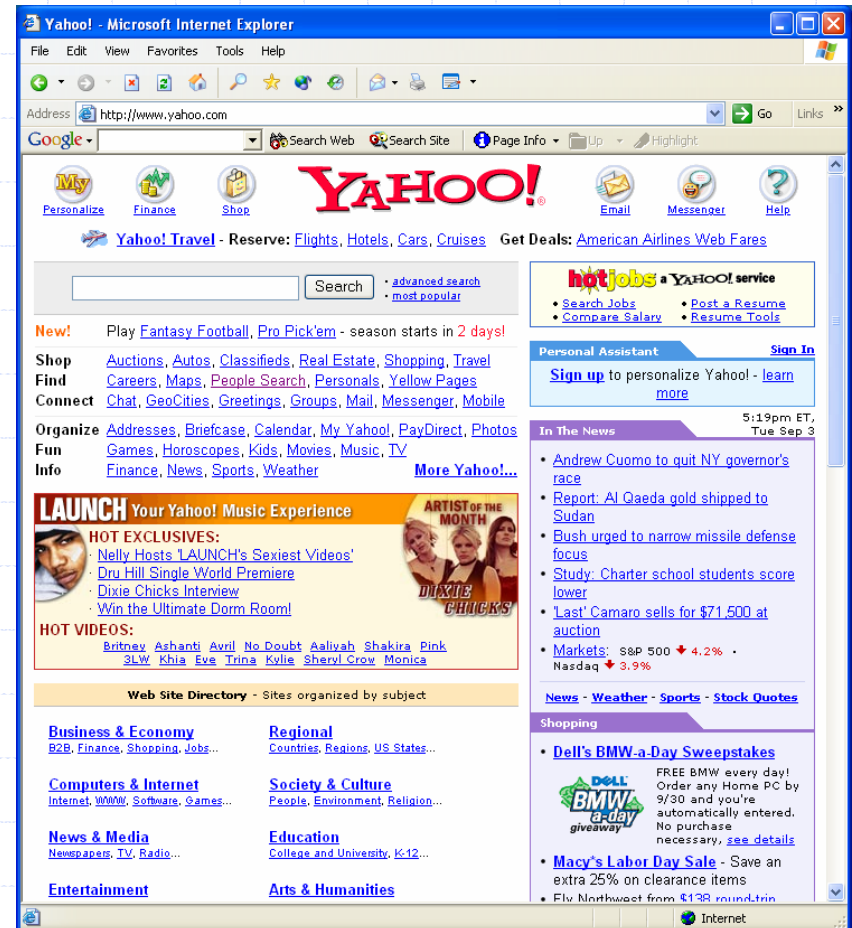 Yahoo! - Microsoft Internet Explorer
File Edit View Favorites Tools Help
Address http://www.yahoo.com Go Links »
Google Search Web Search Site Page Info Up Highlight
My
Personalize Finance Shop YAHOO! Email Messenger Help
Yahoo! Travel - Reserve: Flights, Hotels, Cars, Cruises Get Deals: American Airlines Web Fares
Search · advanced search
· most popular
New! Play Fantasy Football, Pro Pick'em - season starts in 2 days!
Shop Auctions, Autos, Classifieds, Real Estate, Shopping, Travel
Find Careers, Maps, People Search, Personals, Yellow Pages
Connect Chat, GeoCities, Greetings, Groups, Mail, Messenger, Mobile
Organize Addresses, Briefcase, Calendar, My Yahoo!, PayDirect, Photos
Fun Games, Horoscopes, Kids, Movies, Music, TV
Info Finance, News, Sports, Weather More Yahoo!...
LAUNCH Your Yahoo! Music Experience
ARTIST OF THE
MONTH
DIXIE
CHICKS
HOT EXCLUSIVES:
· Nelly Hosts 'LAUNCH's Sexiest Videos'
· Dru Hill Single World Premiere
· Dixie Chicks Interview
· Win the Ultimate Dorm Room!
HOT VIDEOS:
Britney Ashanti Avril No Doubt Aaliyah Shakira Pink
3LW Khia Eve Trina Kylie Sheryl Crow Monica
Web Site Directory - Sites organized by subject
Business & Economy
B2B, Finance, Shopping, Jobs...
Regional
Countries, Regions, US States...
Computers & Internet
Internet, WWW, Software, Games...
Society & Culture
People, Environment, Religion...
News & Media
Newspapers, TV, Radio...
Education
College and University, K-12...
Entertainment
Arts & Humanities
hotjobs a YAHOO! service
• Search Jobs • Post a Resume
• Compare Salary • Resume Tools
Personal Assistant Sign In
Sign up to personalize Yahoo! - learn
more
5:19pm ET,
In The News Tue Sep 3
• Andrew Cuomo to quit NY governor's
race
• Report: Al Qaeda gold shipped to
Sudan
• Bush urged to narrow missile defense
focus
• Study: Charter school students score
lower
• 'Last' Camaro sells for $71,500 at
auction
• Markets: S&P 500 4.2% ·
Nasdaq 3.9%
News - Weather - Sports - Stock Quotes
Shopping
• Dell's BMW-a-Day Sweepstakes
DELL
BMW
a-day
giveaway
FREE BMW every day!
Order any Home PC by
9/30 and you're
automatically entered.
No purchase
necessary, see details
• Macy*s Labor Day Sale - Save an
extra 25% on clearance items
• Fly Northwest from $138 round-trip
Internet